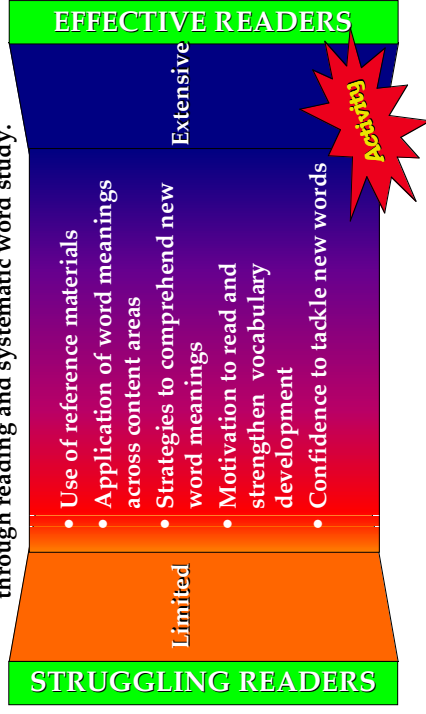 EFFECTIVE READERS
through reading and systematic word study.
Extensive
Activity
• Use of reference materials
• Application of word meanings
across content areas
• Strategies to comprehend new
word meanings
• Motivation to read and
strengthen vocabulary
development
• Confidence to tackle new words
Limited
STRUGGLING READERS